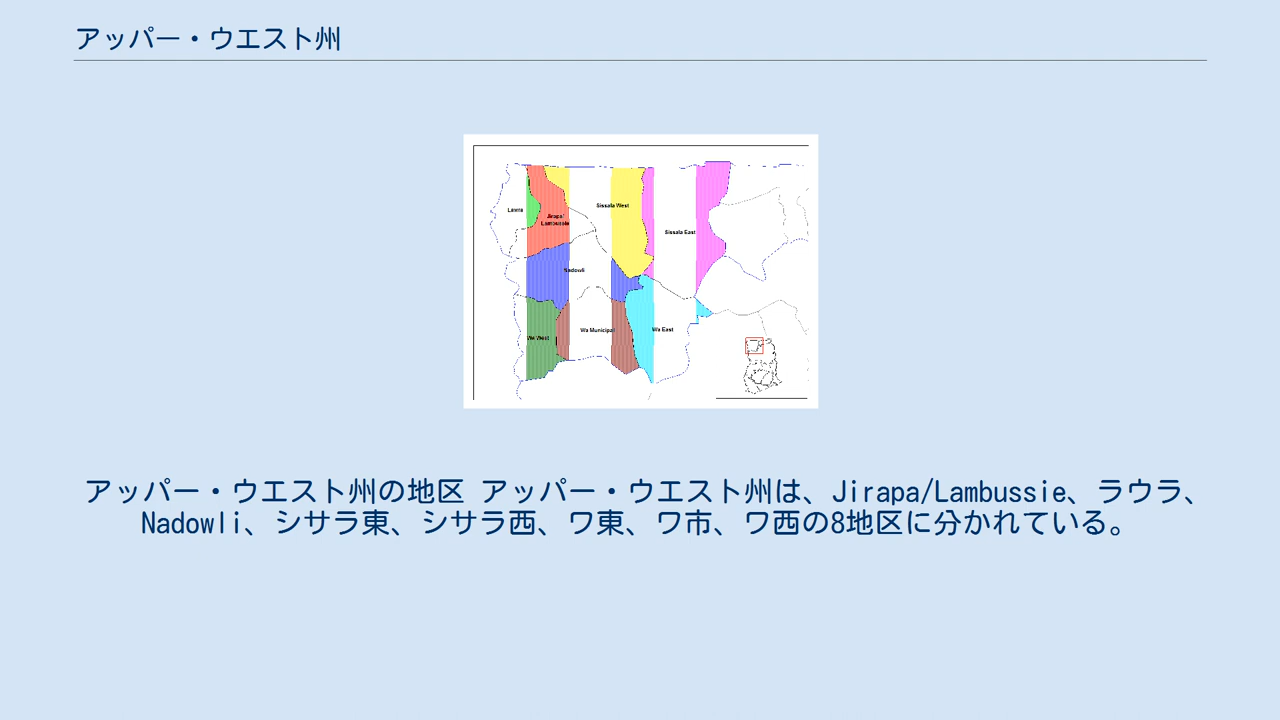 アッパー・ウエスト州
Lawra
Jirapa/
Lambussie
Sissala West
Sissala East
Nadowli
Wa West
Wa Municipal
Wa East
アッパー・ウエスト州の地区 アッパー・ウエスト州は、Jirapa/Lambussie、ラウラ、
Nadowli、シサラ東、シサラ西、ワ東、ワ市、ワ西の8地区に分かれている。